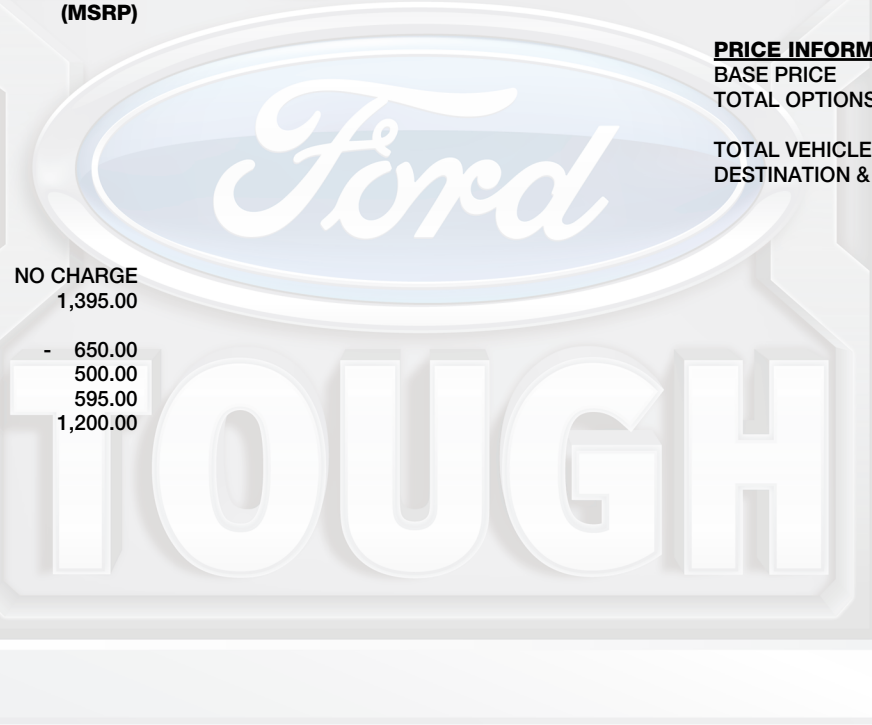 (MSRP)
NO CHARGE
1,395.00
- 650.00
500.00
595.00
1,200.00
PRICE INFORM
BASE PRICE
TOTAL OPTIONS
TOTAL VEHICLE
DESTINATION &
Ford
TOUGH